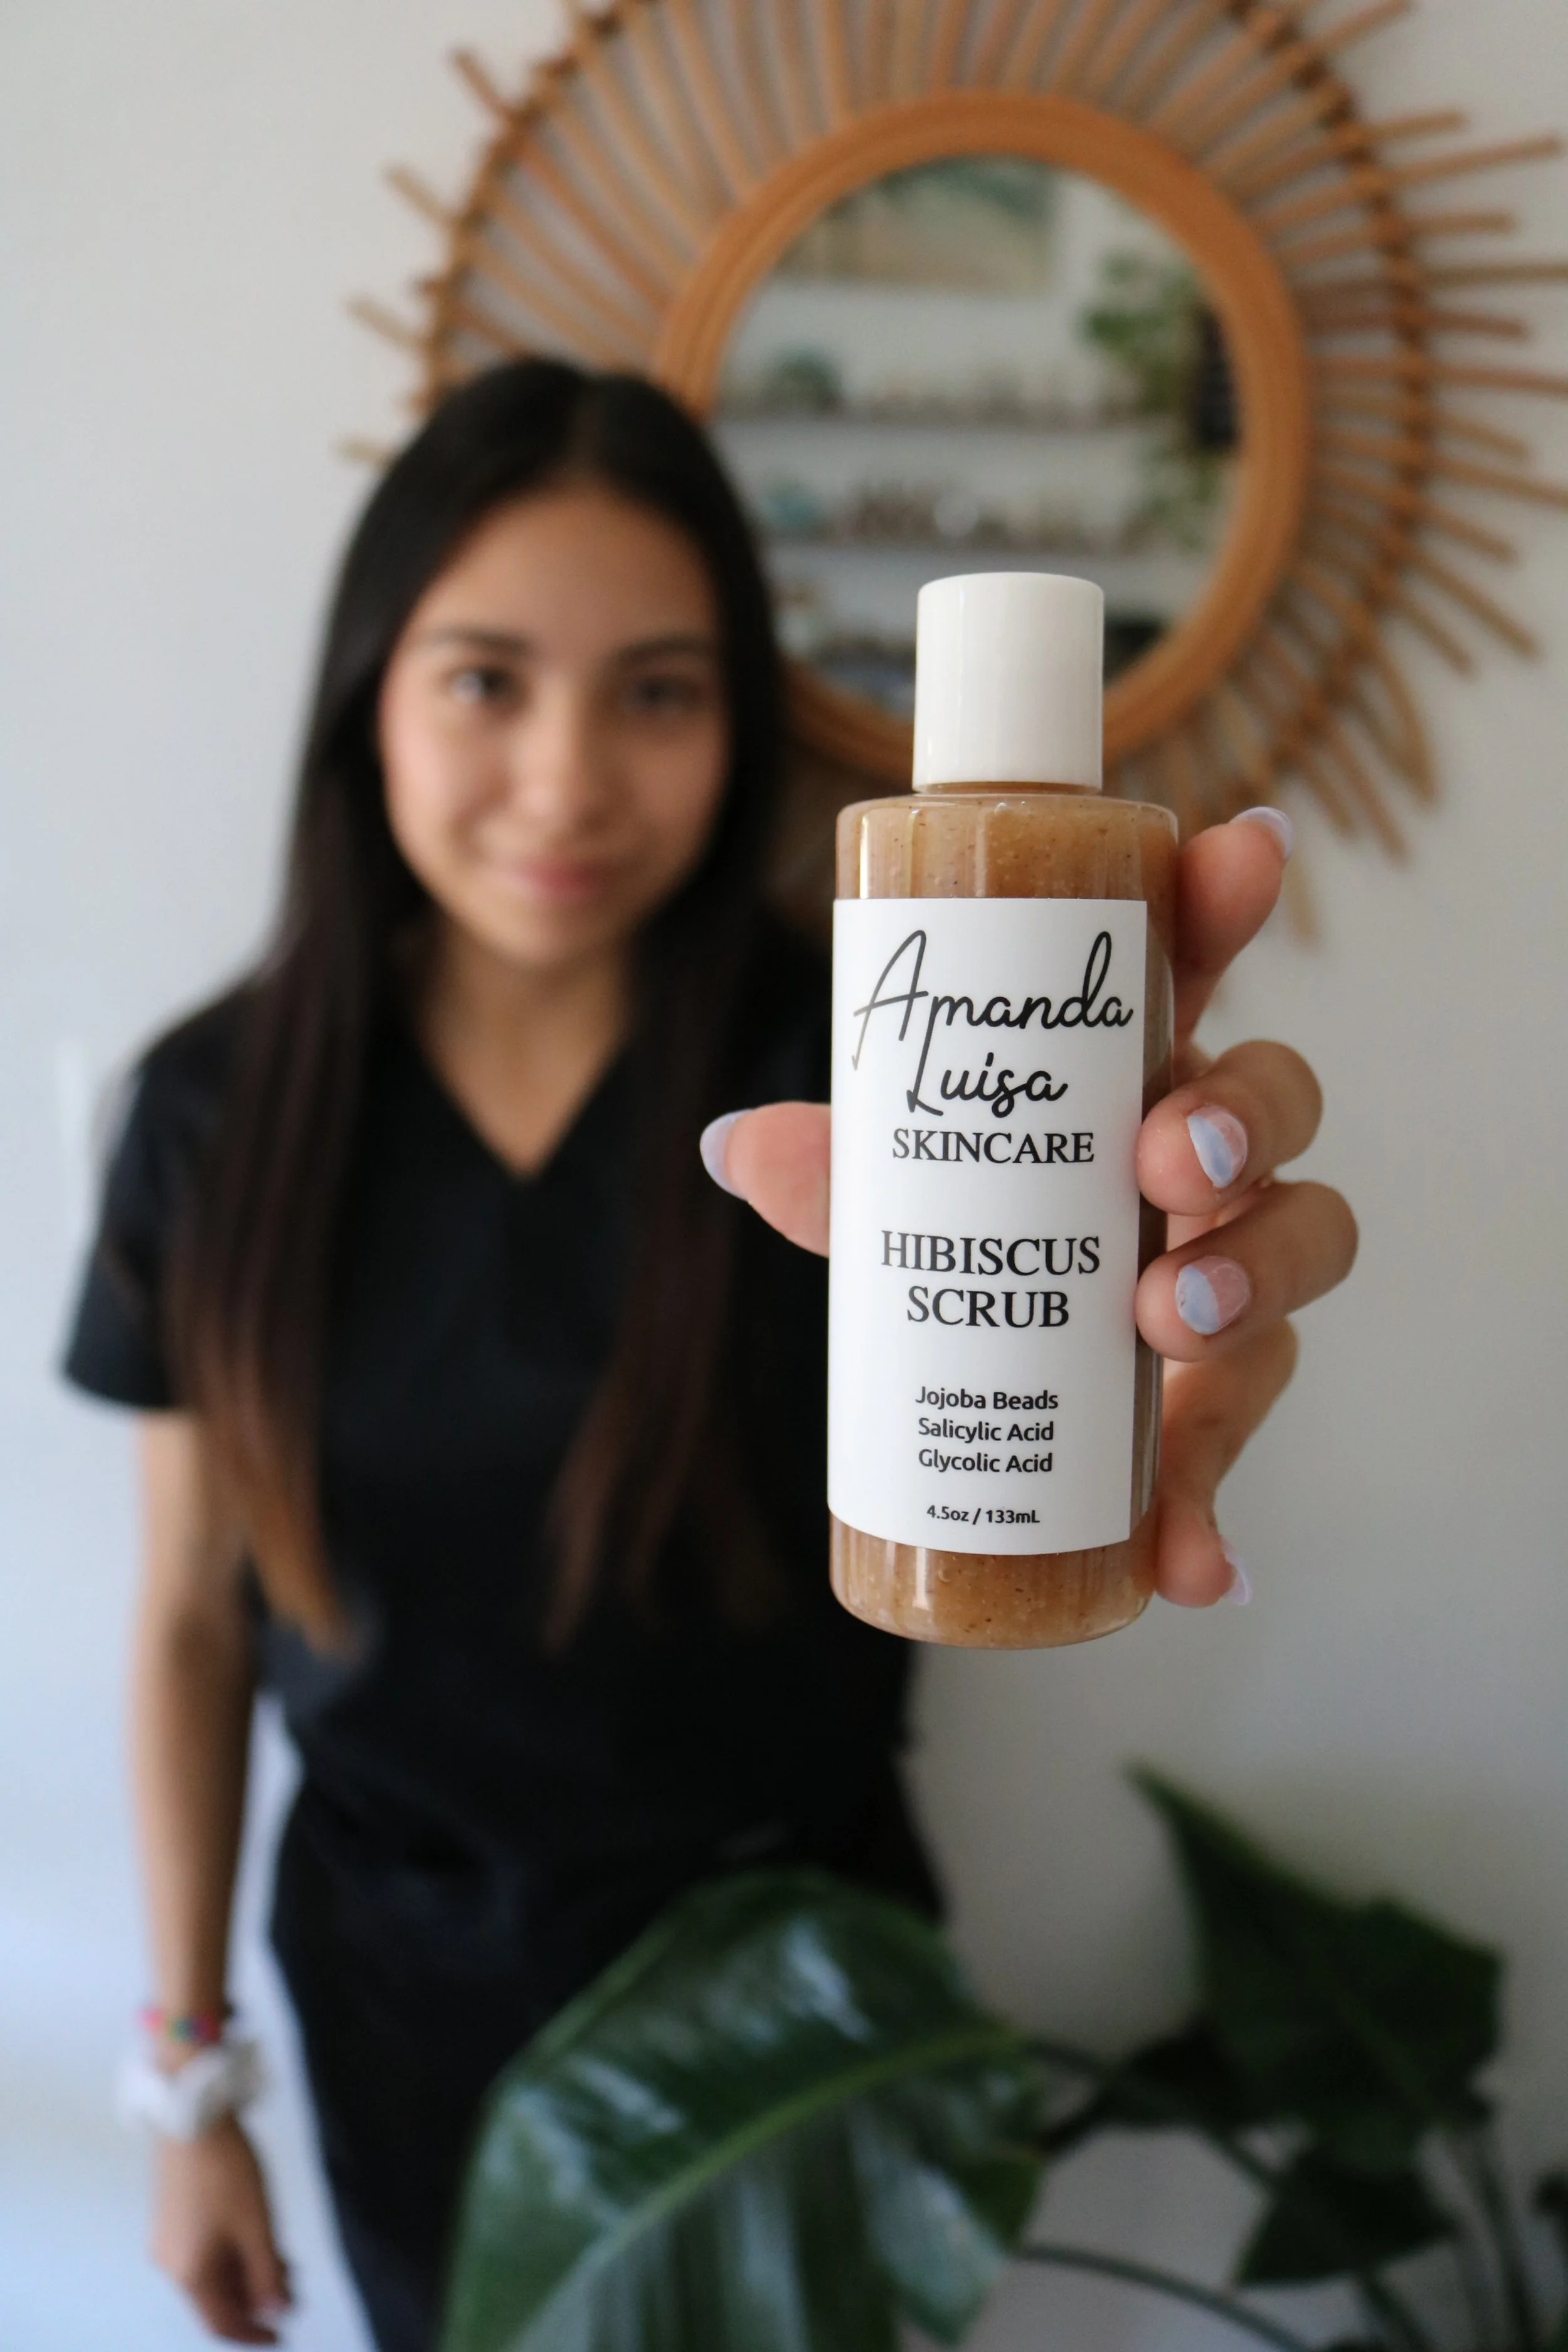 Amanda
Luisa
SKINCARE
HIBISCUS
SCRUB
Jojoba Beads
Salicylic Acid
Glycolic Acid
4.5oz / 133mL